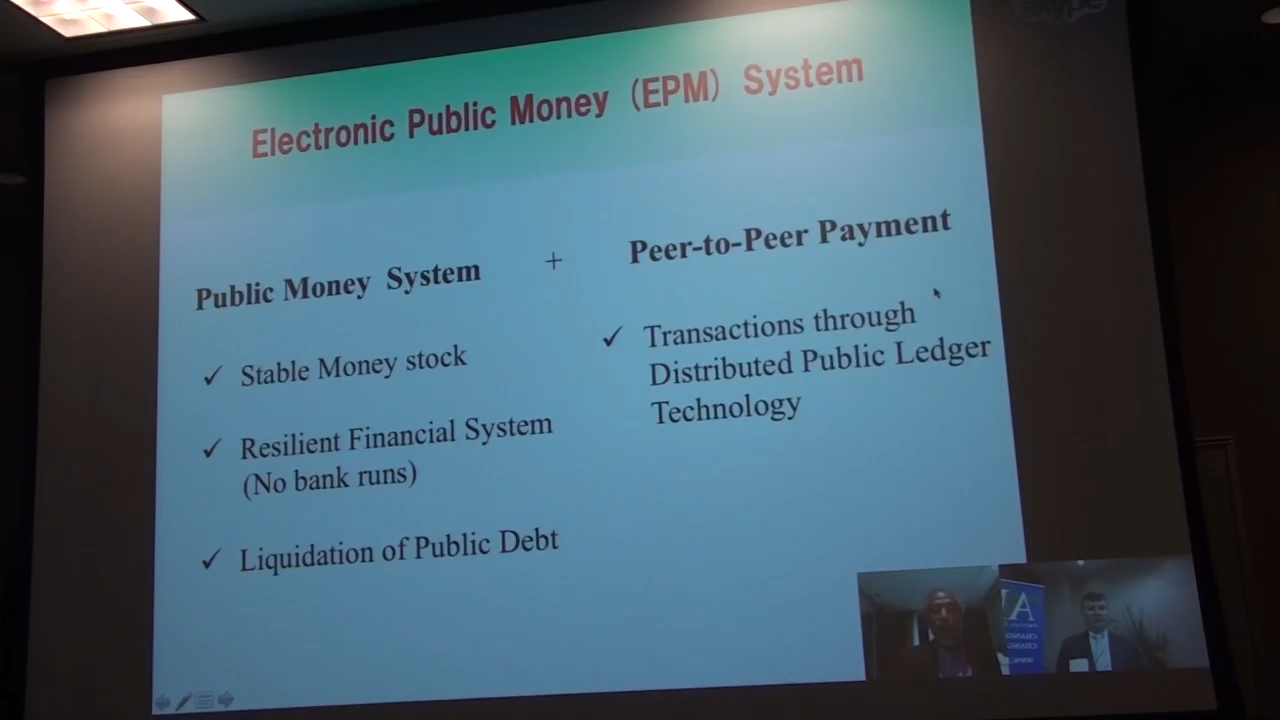 skype
Electronic Public Money (EPM) System
Public Money System + Peer-to-Peer Payment
✓ Stable Money stock
✓ Resilient Financial System
(No bank runs)
✓ Liquidation of Public Debt
✓ Transactions through
Distributed Public Ledger
Technology